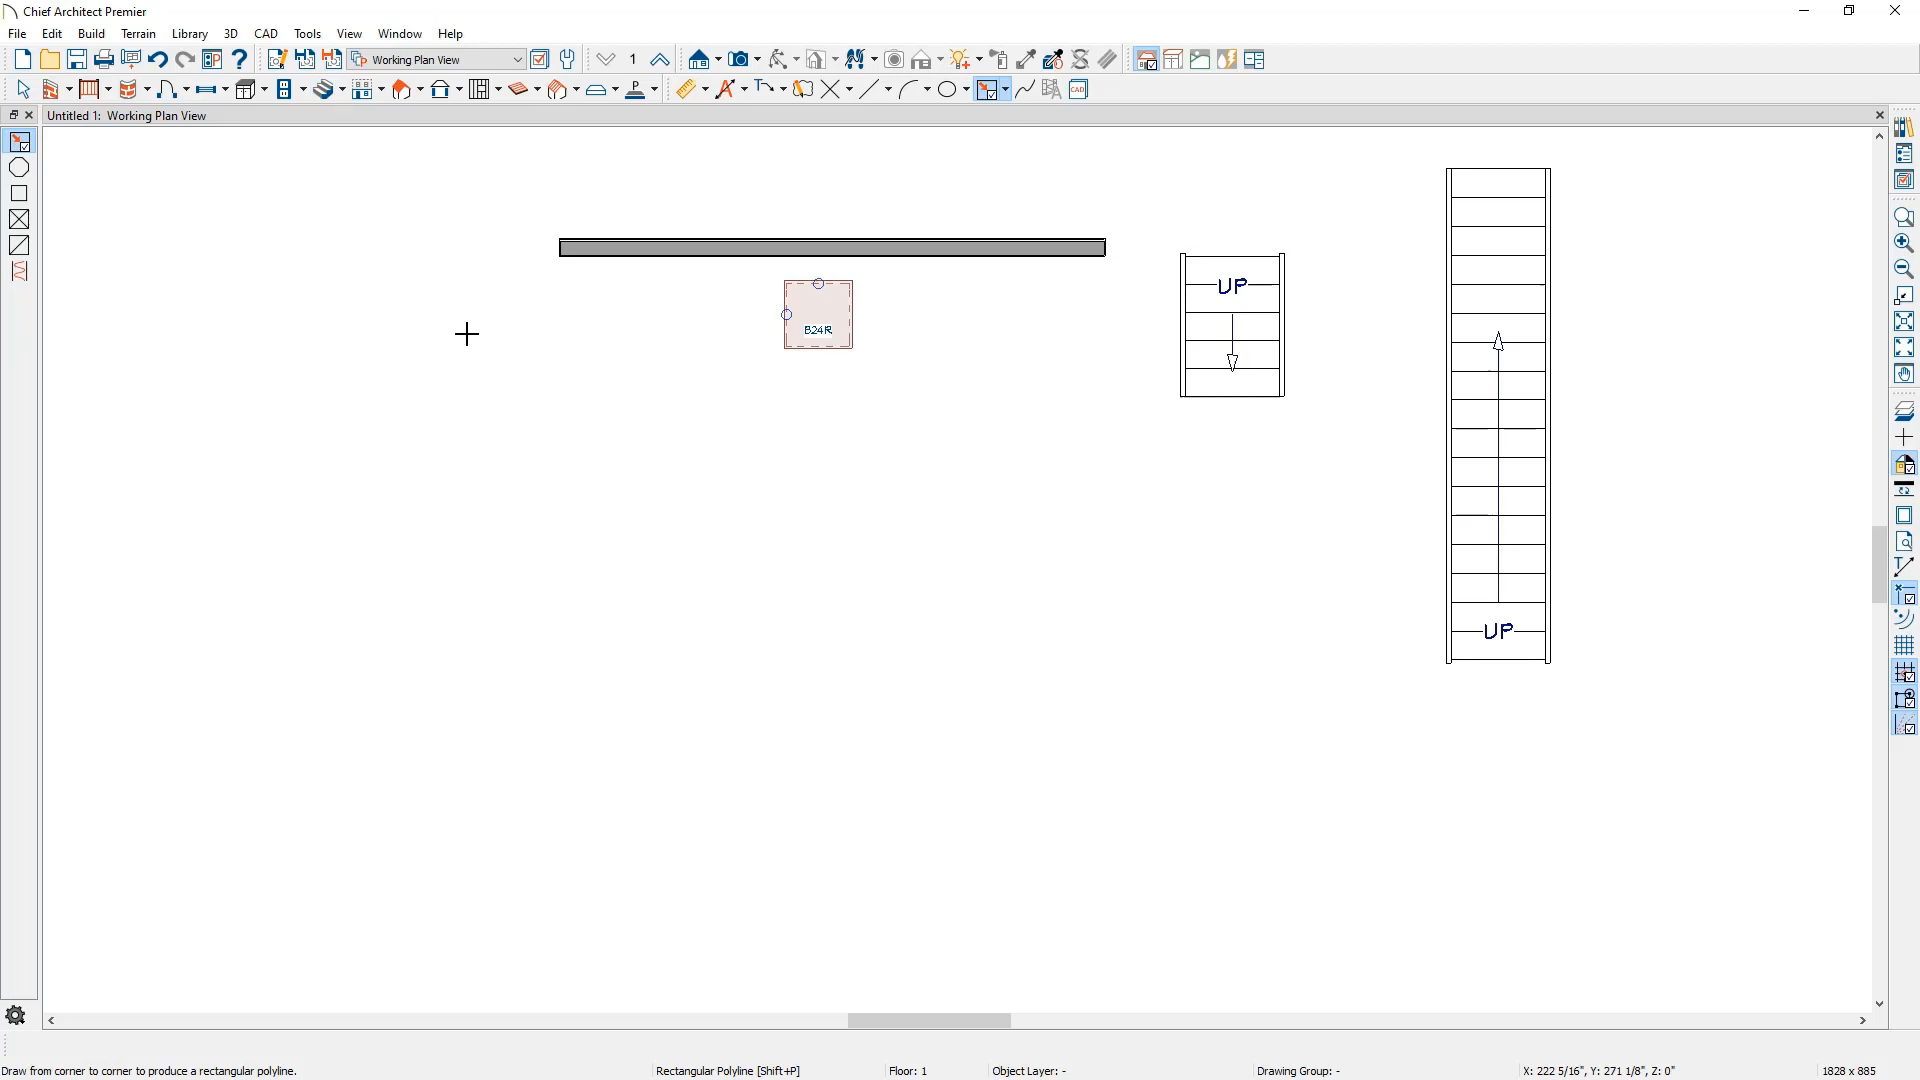 Chief Architect Premier
File Edit Build Terrain Library 3D CAD Tools Window View Help
Working Plan View 1
CAD
Untitled 1: Working Plan View
UP
B24R
UP
Draw from corner to corner to produce a rectangular polyline. Rectangular Polyline [Shift+P] Floor: 1 Object Layer: - Drawing Group: - X: 222 5/16", Y: 271 1/8", Z: 0" 1828 x 885